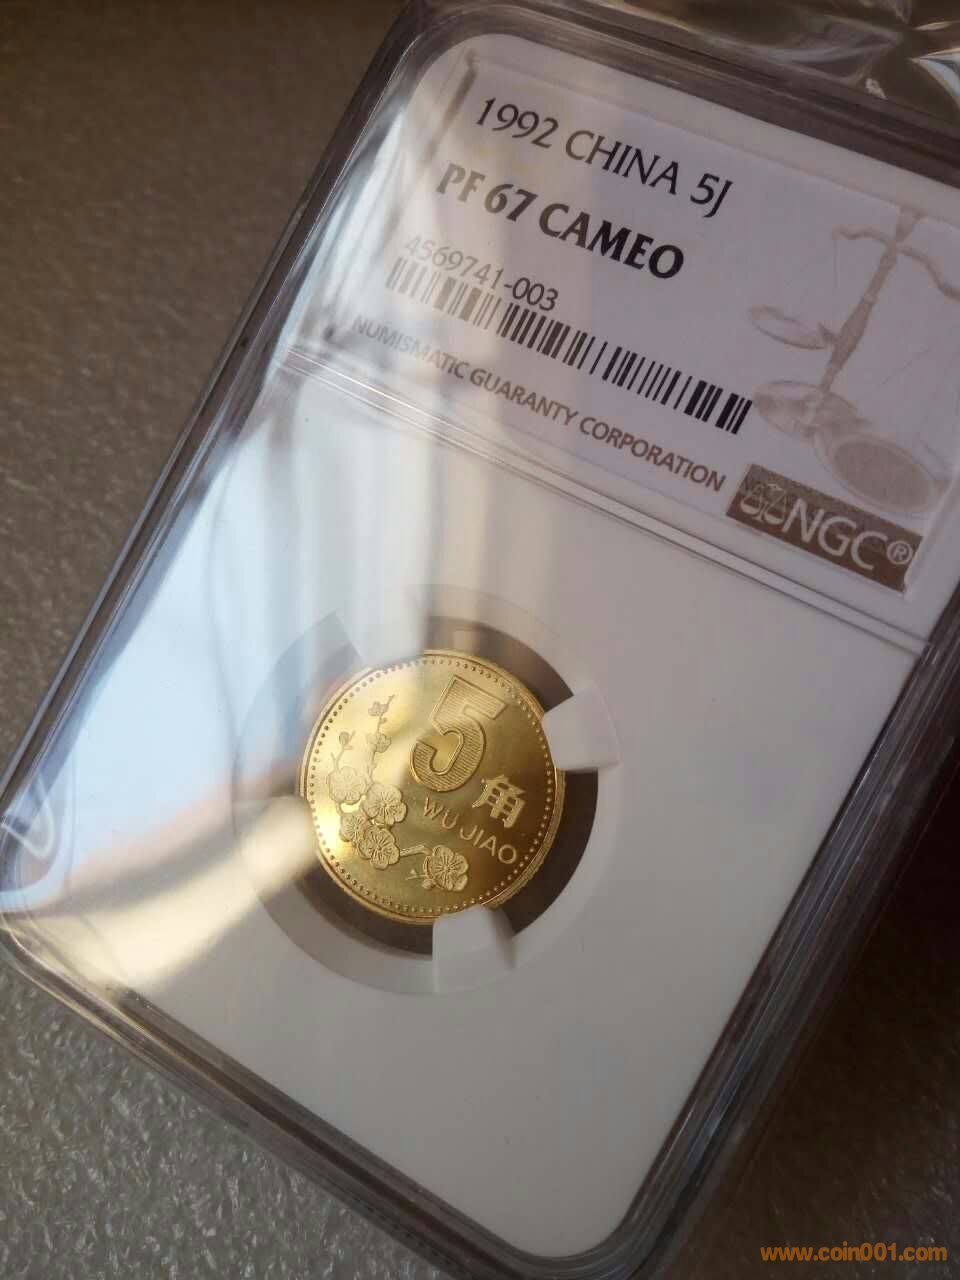 1992 CHINA 5J
PF 67 CAMEO
4569741-003
NUMISMATIC GUARANTY CORPORATION
NGC®
5
角
WU JIAO
www.coin001.com